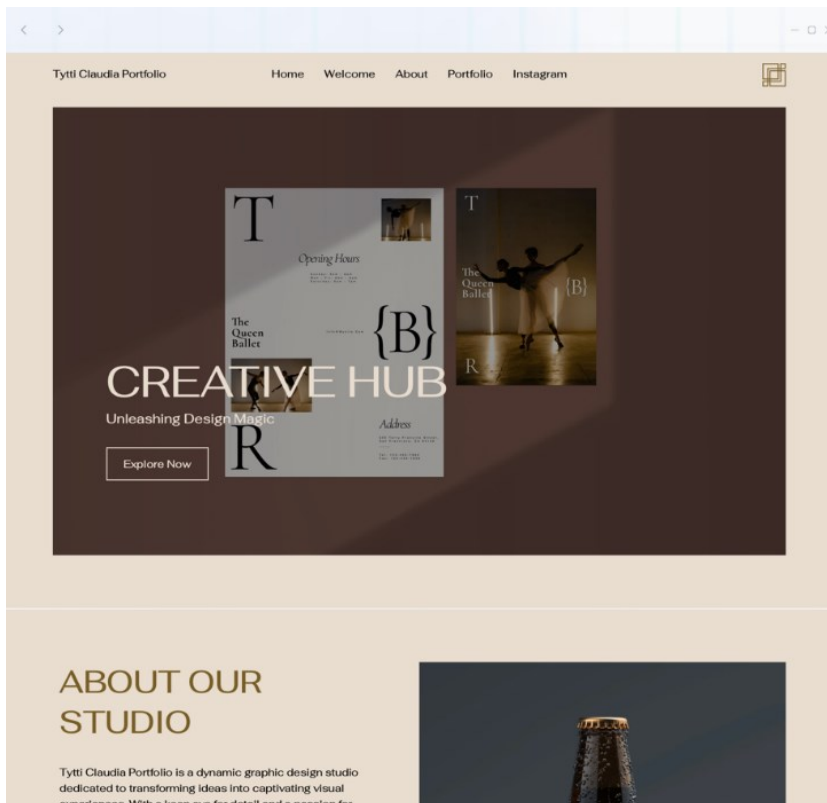 Tytti Claudia Portfolio
Home Welcome About Portfolio Instagram
T
Opening Hours
The
Queen
Ballet
{B}
R
Address
T
The
Queen
Ballet
{B}
R
CREATIVE HUB
Unleashing Design Magic
Explore Now
ABOUT OUR
STUDIO
Tytti Claudia Portfolio is a dynamic graphic design studio
dedicated to transforming ideas into captivating visual